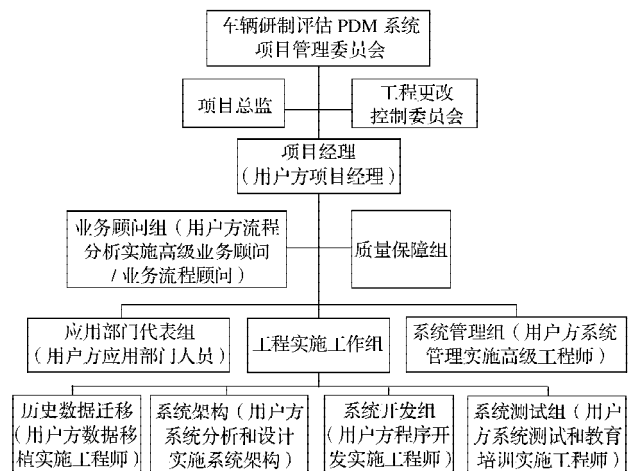 车辆研制评估 PDM 系统
项目管理委员会
项目总监
工程更改
控制委员会
项目经理
（用户方项目经理）
业务顾问组（用户方流程
分析实施高级业务顾问
/ 业务流程顾问）
质量保障组
应用部门代表组
（用户方应用部门人员）
工程实施工作组
系统管理组（用户方系统
管理实施高级工程师）
历史数据迁移
（用户方数据移
植实施工程师）
系统架构（用户方
系统分析和设计
实施系统架构）
系统开发组
（用户方程序开
发实施工程师）
系统测试组（用户
方系统测试和教育
培训实施工程师）